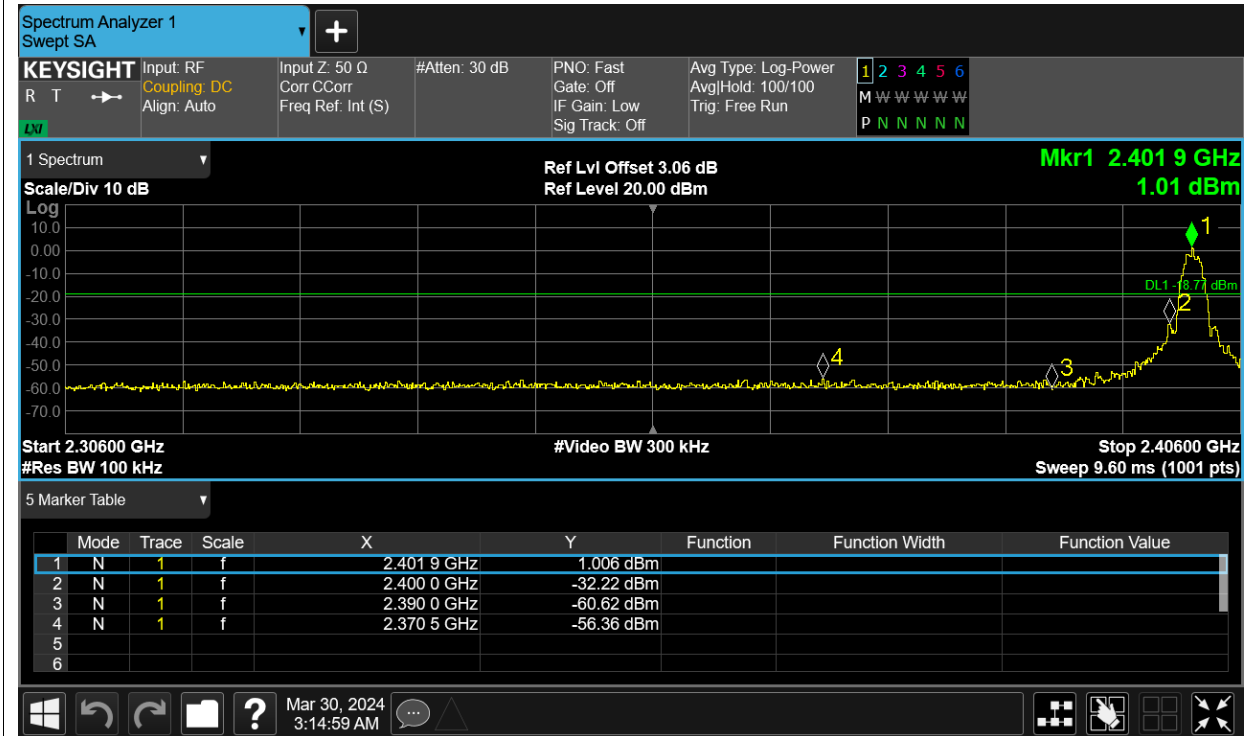 Spectrum Analyzer 1
Swept SA
KEYSIGHT
R T
LXI
Input: RF
Coupling: DC
Align: Auto
Input Z: 50 Ω
Corr CCorr
Freq Ref: Int (S)
#Atten: 30 dB
PNO: Fast
Gate: Off
IF Gain: Low
Sig Track: Off
Avg Type: Log-Power
Avg|Hold: 100/100
Trig: Free Run
1 2 3 4 5 6
M W W W W W
P N N N N N
1 Spectrum
Scale/Div 10 dB
Ref Lvl Offset 3.06 dB
Ref Level 20.00 dBm
Mkr1 2.401 9 GHz
1.01 dBm
Log
10.0
0.00
-10.0
-20.0
-30.0
-40.0
-50.0
-60.0
-70.0
1
DL1 -18.77 dBm
2
4
3
Start 2.30600 GHz
#Video BW 300 kHz
Stop 2.40600 GHz
#Res BW 100 kHz
Sweep 9.60 ms (1001 pts)
5 Marker Table
Mode Trace Scale X Y Function Function Width Function Value
1 N 1 f 2.401 9 GHz 1.006 dBm
2 N 1 f 2.400 0 GHz -32.22 dBm
3 N 1 f 2.390 0 GHz -60.62 dBm
4 N 1 f 2.370 5 GHz -56.36 dBm
5
6
?
Mar 30, 2024
3:14:59 AM